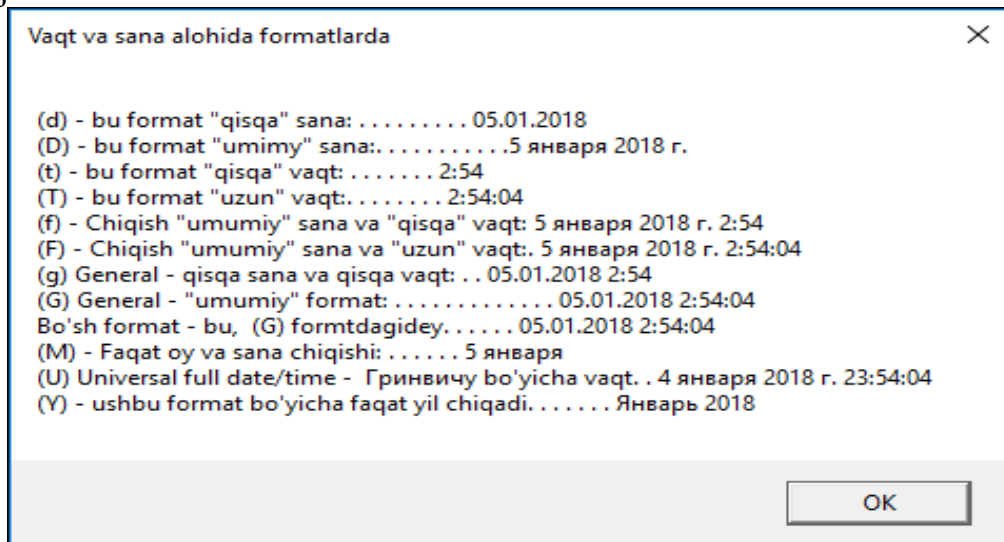 Vaqt va sana alohida formatlarda
(d) - bu format "qisqa" sana: . . . . . . . . . 05.01.2018
(D) - bu format "umimy" sana:. . . . . . . . . . .5 января 2018 г.
(t) - bu format "qisqa" vaqt: . . . . . . . 2:54
(T) - bu format "uzun" vaqt:. . . . . . . . 2:54:04
(f) - Chiqish "umumiy" sana va "qisqa" vaqt: 5 января 2018 г. 2:54
(F) - Chiqish "umumiy" sana va "uzun" vaqt:. 5 января 2018 г. 2:54:04
(g) General - qisqa sana va qisqa vaqt: . . 05.01.2018 2:54
(G) General - "umumiy" format: . . . . . . . . . . . . . 05.01.2018 2:54:04
Bo'sh format - bu,  (G) formtdagidey. . . . . . 05.01.2018 2:54:04
(M) - Faqat oy va sana chiqishi: . . . . . . 5 января
(U) Universal full date/time -  Гринвичу bo'yicha vaqt. . 4 января 2018 г. 23:54:04
(Y) - ushbu format bo'yicha faqat yil chiqadi. . . . . . . Январь 2018
OK